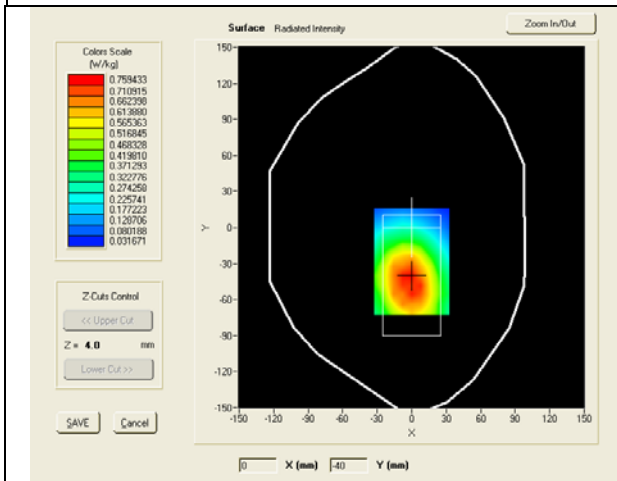 Surface Radiated Intensity
Zoom In/Out
Colors Scale
(W/kg)
0.759433
0.710915
0.662398
0.613880
0.565363
0.516845
0.468328
0.419810
0.371293
0.322776
0.274258
0.225741
0.177223
0.128706
0.080188
0.031671
Z-Cuts Control
<< Upper Cut
Z = 4.0 mm
Lower Cut >>
SAVE
Cancel
150
90
60
30
0
-30
-60
-90
-120
-150
Y
-150 -120 -90 -60 -30 0 30 60 90 120 150
X
0 X (mm) -40 Y (mm)